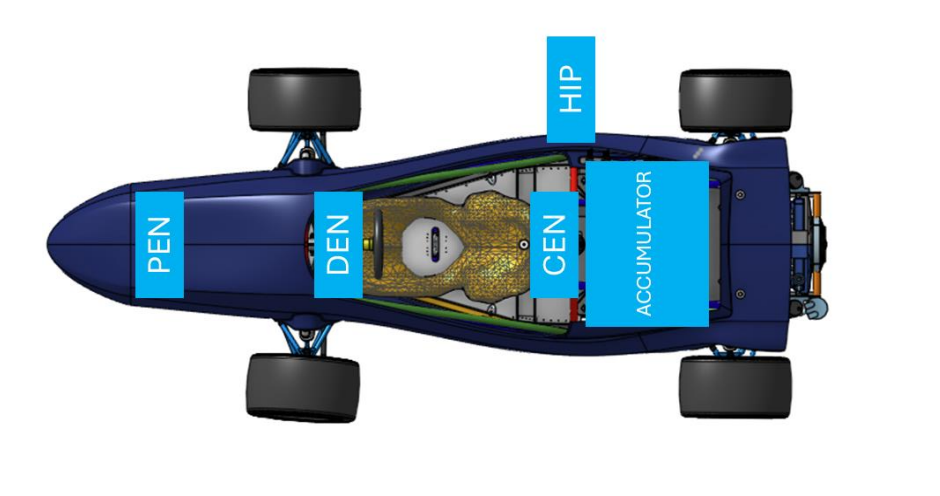 HIP
PEN
DEN
CEN
ACCUMULATOR